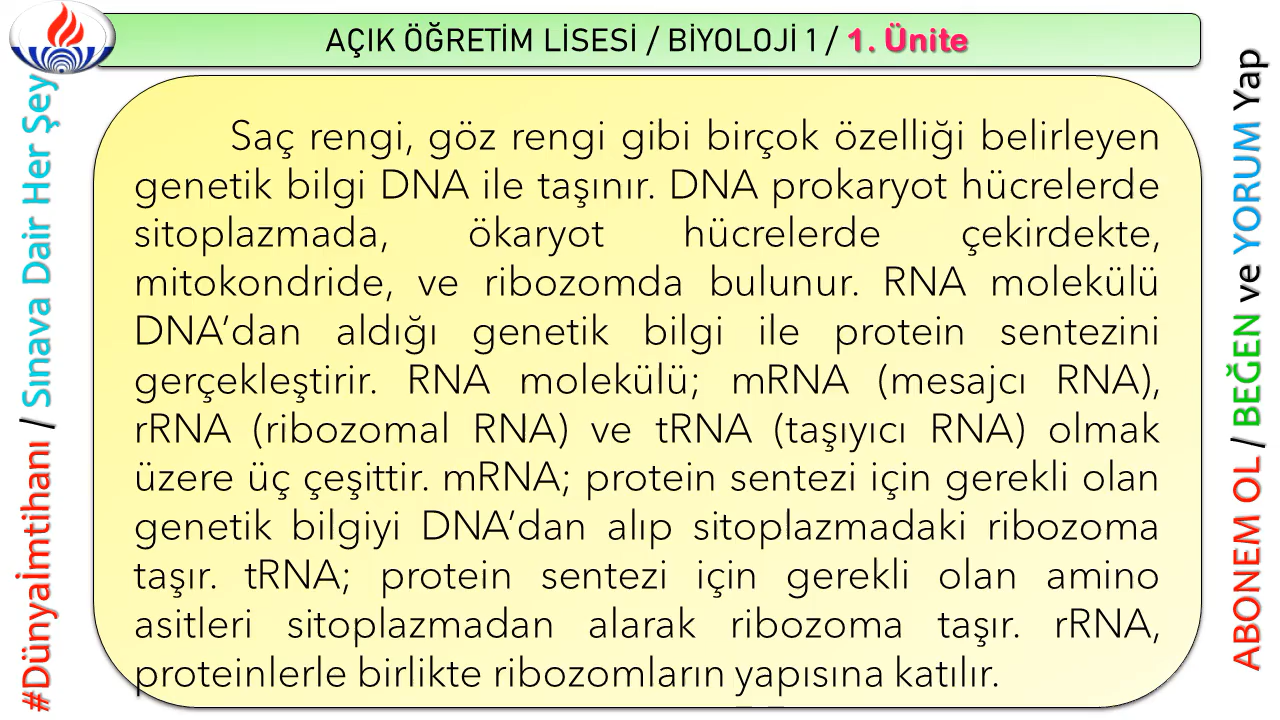 AÇIK ÖĞRETİM LİSESİ / BİYOLOJİ 1 / 1. Ünite
#Dünyaİmtihanı / Sınava Dair Her Şey
Saç rengi, göz rengi gibi birçok özelliği belirleyen
genetik bilgi DNA ile taşınır. DNA prokaryot hücrelerde
sitoplazmada, ökaryot hücrelerde çekirdekte,
mitokondride, ve ribozomda bulunur. RNA molekülü
DNA’dan aldığı genetik bilgi ile protein sentezini
gerçekleştirir. RNA molekülü; mRNA (mesajcı RNA),
rRNA (ribozomal RNA) ve tRNA (taşıyıcı RNA) olmak
üzere üç çeşittir. mRNA; protein sentezi için gerekli olan
genetik bilgiyi DNA’dan alıp sitoplazmadaki ribozoma
taşır. tRNA; protein sentezi için gerekli olan amino
asitleri sitoplazmadan alarak ribozoma taşır. rRNA,
proteinlerle birlikte ribozomların yapısına katılır.
ABONEM OL / BEĞEN ve YORUM Yap